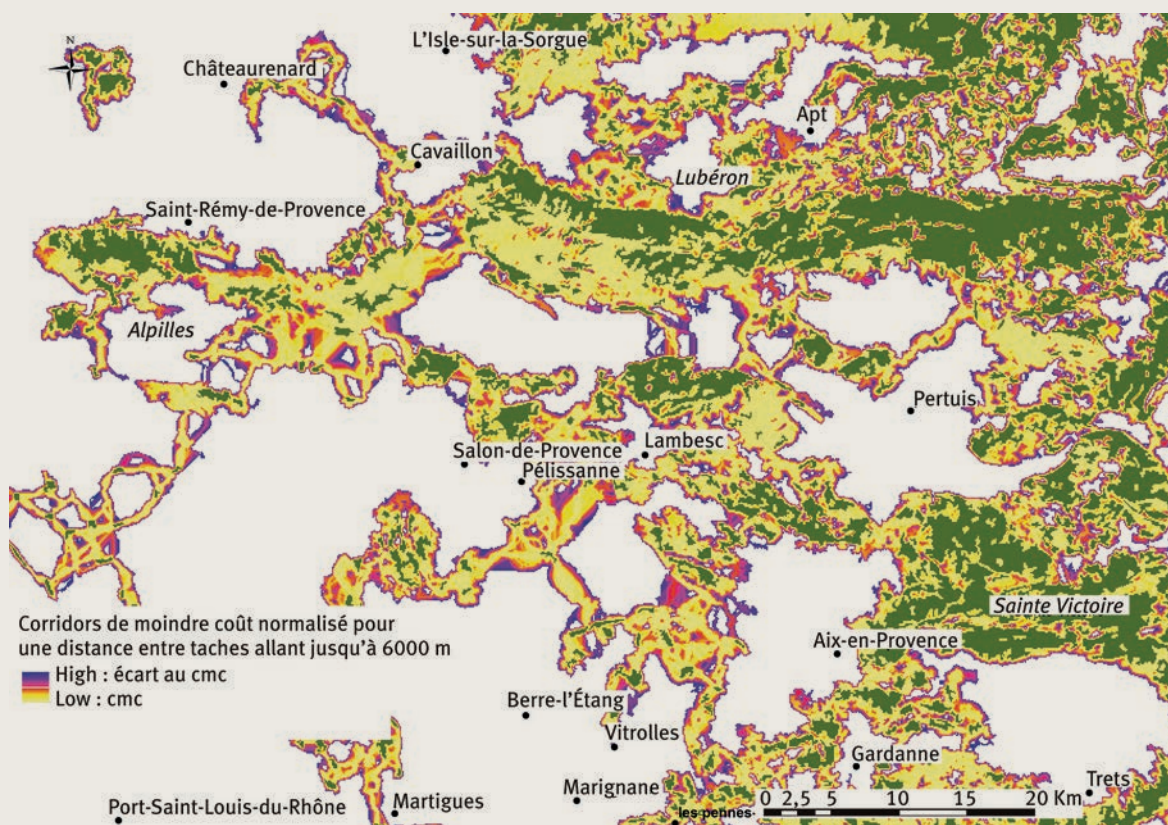 N
L'Isle-sur-la-Sorgue
Châteaurenard
Apt
Cavaillon
Lubéron
Saint-Rémy-de-Provence
Alpilles
Pertuis
Lambesc
Salon-de-Provence
Pélissanne
Sainte Victoire
Corridors de moindre coût normalisé pour
une distance entre taches allant jusqu'à 6000 m
High : écart au cmc
Low : cmc
Aix-en-Provence
Berre-l'Étang
Vitrolles
Gardanne
Marignane
Trets
Port-Saint-Louis-du-Rhône
Martigues
les pennes-
0 2,5 5 10 15 20 Km